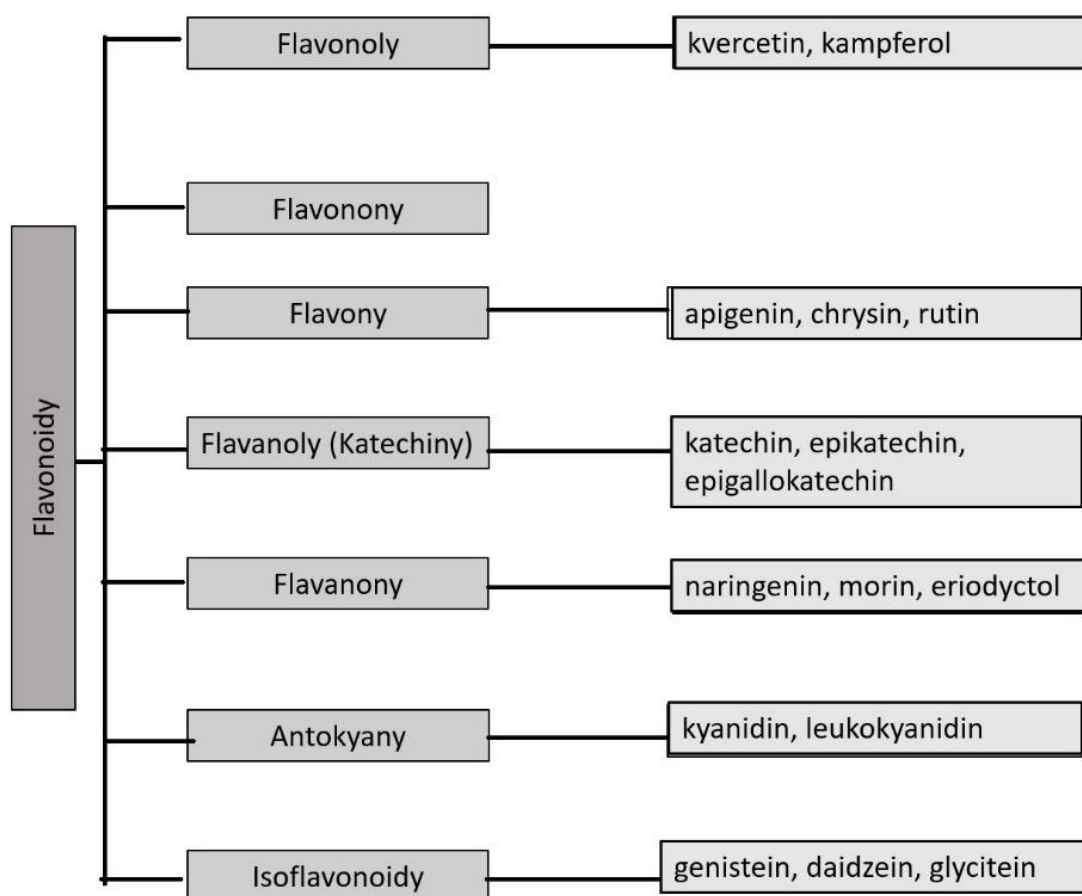 Flavonoidy
Flavonoly
kvercetin, kampferol
Flavonony
Flavony
apigenin, chrysin, rutin
Flavanoly (Katechiny)
katechin, epikatechin,
epigallokatechin
Flavanony
naringenin, morin, eriodyctol
Antokyany
kyanidin, leukokyanidin
Isoflavonoidy
genistein, daidzein, glycitein